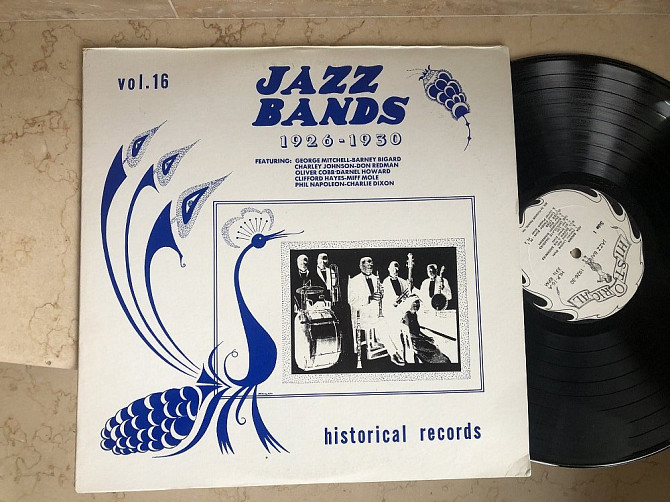 vol.16
JAZZ
BANDS
1926-1930
FEATURING: GEORGE MITCHELL-BARNEY BIGARD
CHARLEY JOHNSON-DON REDMAN
OLIVER COBB-DARNEL HOWARD
CLIFFORD HAYES-MIFF MOLE
PHIL NAPOLEON-CHARLIE DIXON
historical records
HISTORICAL
JAZZ